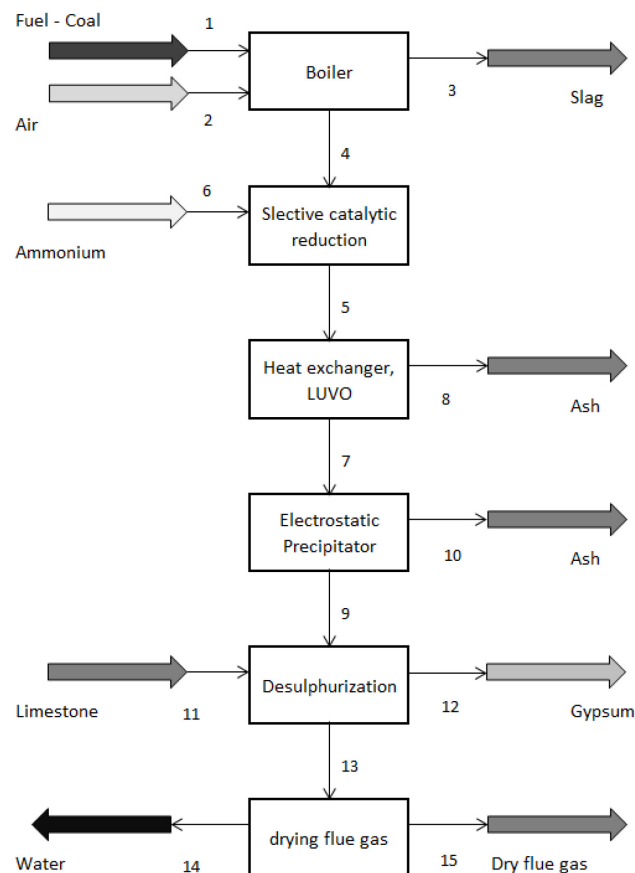 Fuel - Coal
1
Boiler
3
Slag
Air
2
4
6
Slective catalytic
reduction
Ammonium
5
Heat exchanger,
LUVO
8
Ash
7
Electrostatic
Precipitator
10
Ash
9
Desulphurization
Limestone
11
12
Gypsum
13
drying flue gas
Water
14
15
Dry flue gas